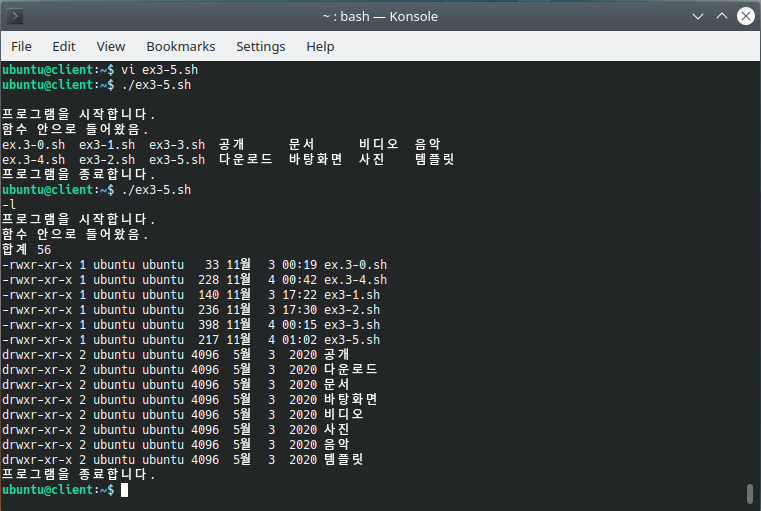 ~ : bash — Konsole
File Edit View Bookmarks Settings Help
ubuntu@client:~$ vi ex3-5.sh
ubuntu@client:~$ ./ex3-5.sh
프로그램을 시작합니다.
함수 안으로 들어왔음.
ex.3-0.sh ex3-1.sh ex3-3.sh 공개 문서 비디오 음악
ex.3-4.sh ex3-2.sh ex3-5.sh 다운로드 바탕화면 사진 템플릿
프로그램을 종료합니다.
ubuntu@client:~$ ./ex3-5.sh
-l
프로그램을 시작합니다.
함수 안으로 들어왔음.
합계 56
-rwxr-xr-x 1 ubuntu ubuntu 33 11월 3 00:19 ex.3-0.sh
-rwxr-xr-x 1 ubuntu ubuntu 228 11월 4 00:42 ex.3-4.sh
-rwxr-xr-x 1 ubuntu ubuntu 140 11월 3 17:22 ex3-1.sh
-rwxr-xr-x 1 ubuntu ubuntu 236 11월 3 17:30 ex3-2.sh
-rwxr-xr-x 1 ubuntu ubuntu 398 11월 4 00:15 ex3-3.sh
-rwxr-xr-x 1 ubuntu ubuntu 217 11월 4 01:02 ex3-5.sh
drwxr-xr-x 2 ubuntu ubuntu 4096 5월 3 2020 공개
drwxr-xr-x 2 ubuntu ubuntu 4096 5월 3 2020 다운로드
drwxr-xr-x 2 ubuntu ubuntu 4096 5월 3 2020 문서
drwxr-xr-x 2 ubuntu ubuntu 4096 5월 3 2020 바탕화면
drwxr-xr-x 2 ubuntu ubuntu 4096 5월 3 2020 비디오
drwxr-xr-x 2 ubuntu ubuntu 4096 5월 3 2020 사진
drwxr-xr-x 2 ubuntu ubuntu 4096 5월 3 2020 음악
drwxr-xr-x 2 ubuntu ubuntu 4096 5월 3 2020 템플릿
프로그램을 종료합니다.
ubuntu@client:~$